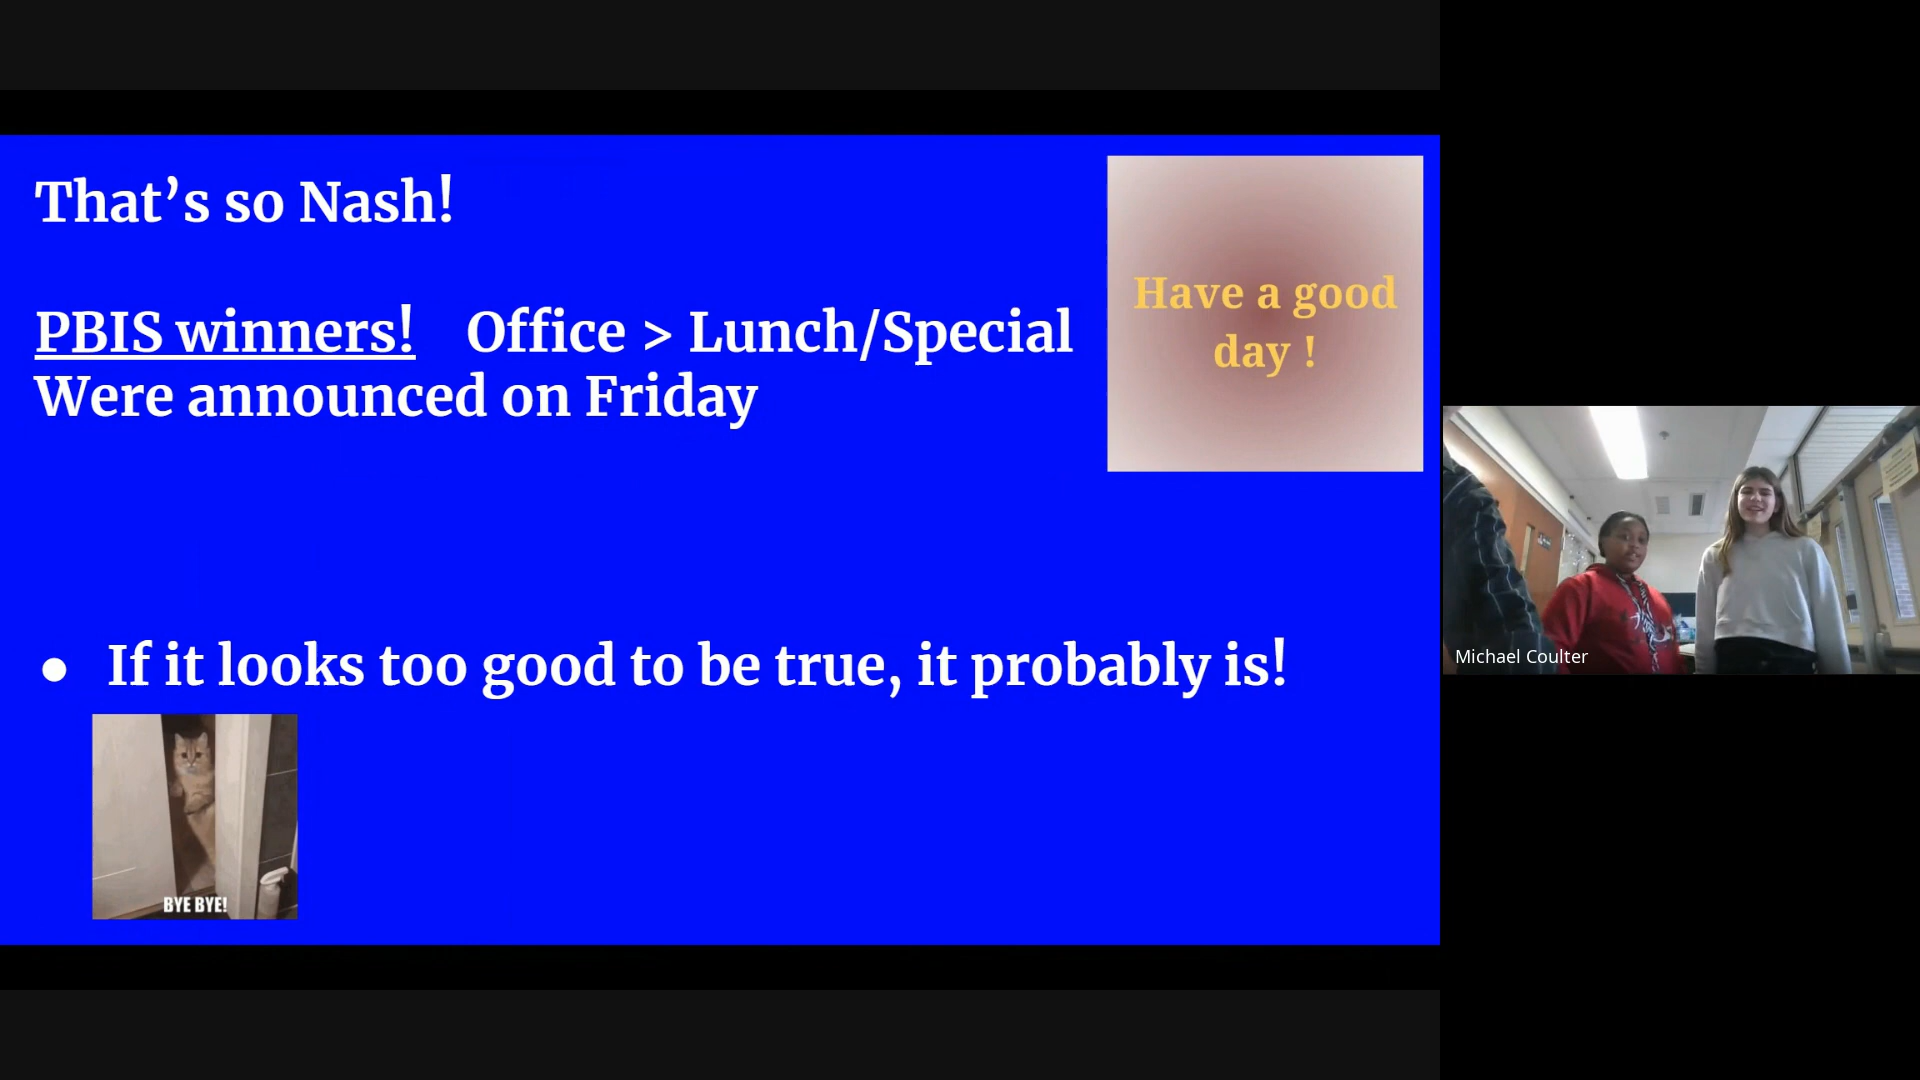 That’s so Nash!
PBIS winners! Office > Lunch/Special
Were announced on Friday
Have a good
day !
● If it looks too good to be true, it probably is!
BYE BYE!
Michael Coulter